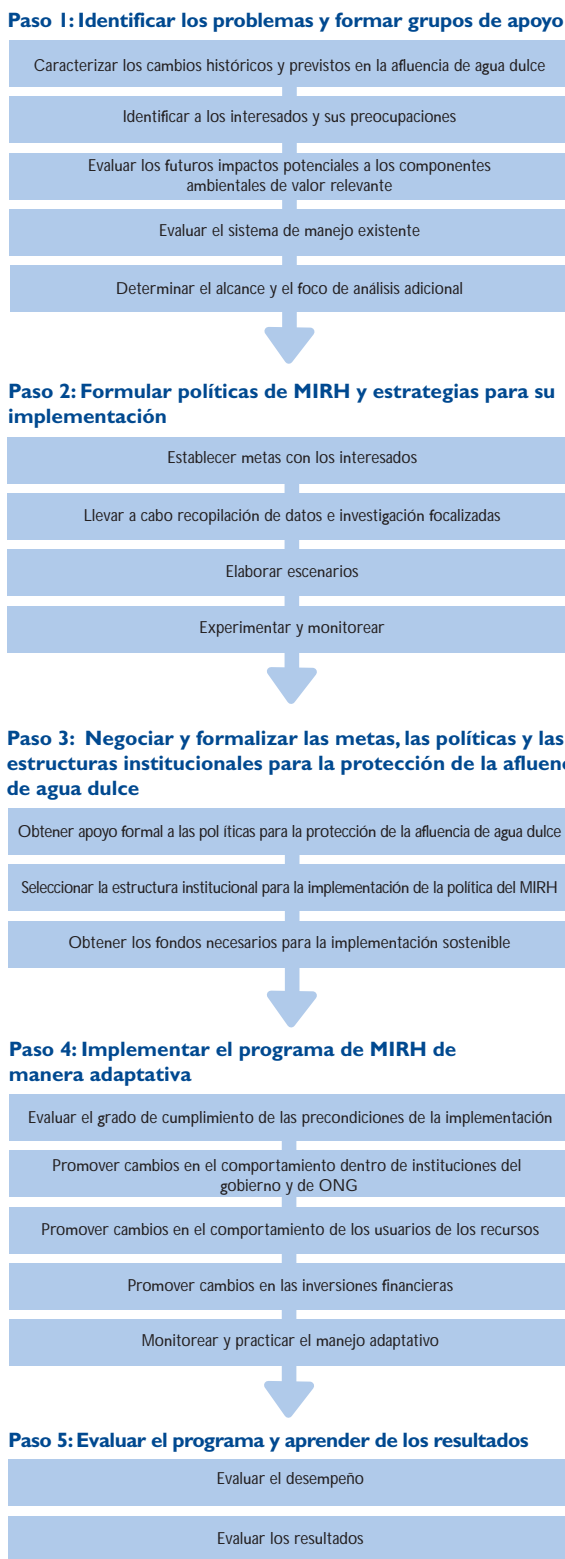 Paso 1: Identificar los problemas y formar grupos de apoyo
Caracterizar los cambios históricos y previstos en la afluencia de agua dulce
Identificar a los interesados y sus preocupaciones
Evaluar los futuros impactos potenciales a los componentes
ambientales de valor relevante
Evaluar el sistema de manejo existente
Determinar el alcance y el foco de análisis adicional
Paso 2: Formular políticas de MIRH y estrategias para su
implementación
Establecer metas con los interesados
Llevar a cabo recopilación de datos e investigación focalizadas
Elaborar escenarios
Experimentar y monitorear
Paso 3: Negociar y formalizar las metas, las políticas y las
estructuras institucionales para la protección de la afluenc
de agua dulce
Obtener apoyo formal a las pol íticas para la protección de la afluencia de agua dulce
Seleccionar la estructura institucional para la implementación de la política del MIRH
Obtener los fondos necesarios para la implementación sostenible
Paso 4: Implementar el programa de MIRH de
manera adaptativa
Evaluar el grado de cumplimiento de las precondiciones de la implementación
Promover cambios en el comportamiento dentro de instituciones del
gobierno y de ONG
Promover cambios en el comportamiento de los usuarios de los recursos
Promover cambios en las inversiones financieras
Monitorear y practicar el manejo adaptativo
Paso 5: Evaluar el programa y aprender de los resultados
Evaluar el desempeño
Evaluar los resultados